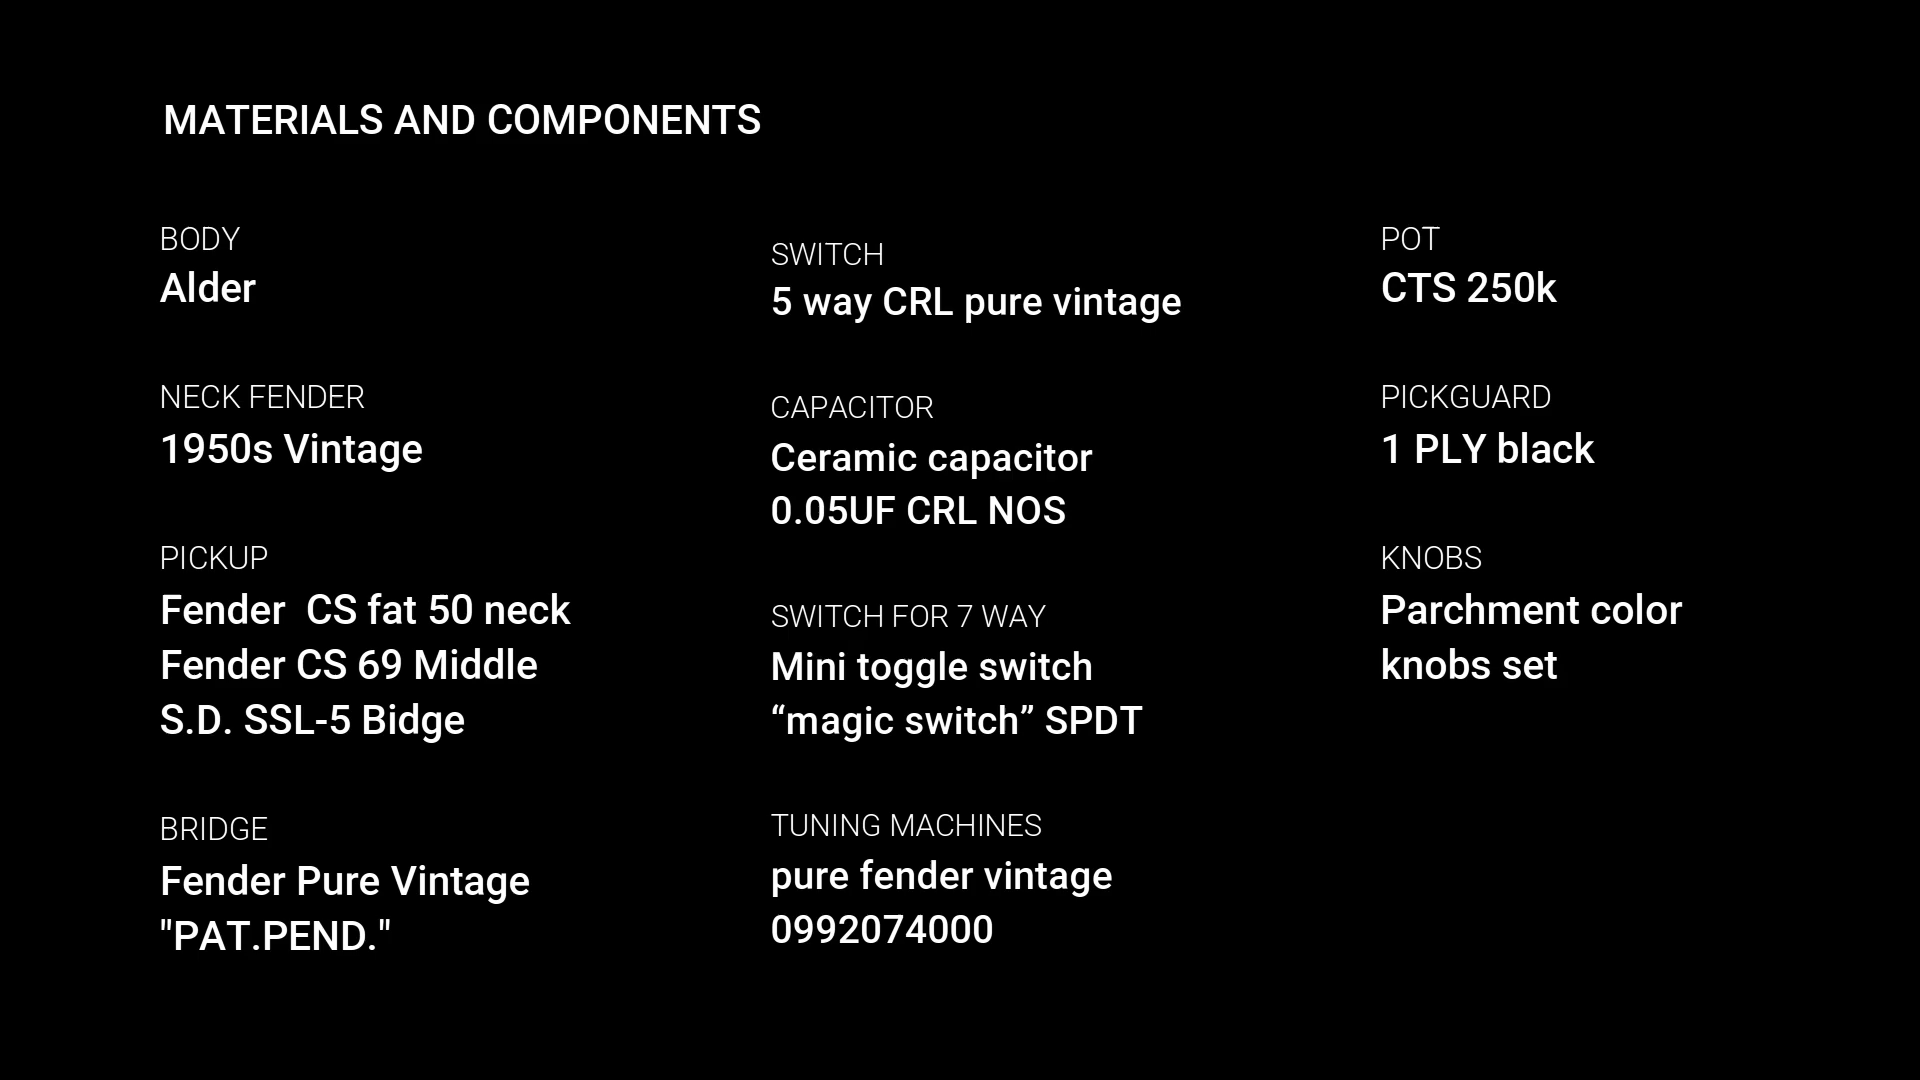 MATERIALS AND COMPONENTS
BODY
Alder
NECK FENDER
1950s Vintage
PICKUP
Fender  CS fat 50 neck
Fender CS 69 Middle
S.D. SSL-5 Bidge
BRIDGE
Fender Pure Vintage
"PAT.PEND."
SWITCH
5 way CRL pure vintage
CAPACITOR
Ceramic capacitor
0.05UF CRL NOS
SWITCH FOR 7 WAY
Mini toggle switch
“magic switch” SPDT
TUNING MACHINES
pure fender vintage
0992074000
POT
CTS 250k
PICKGUARD
1 PLY black
KNOBS
Parchment color
knobs set